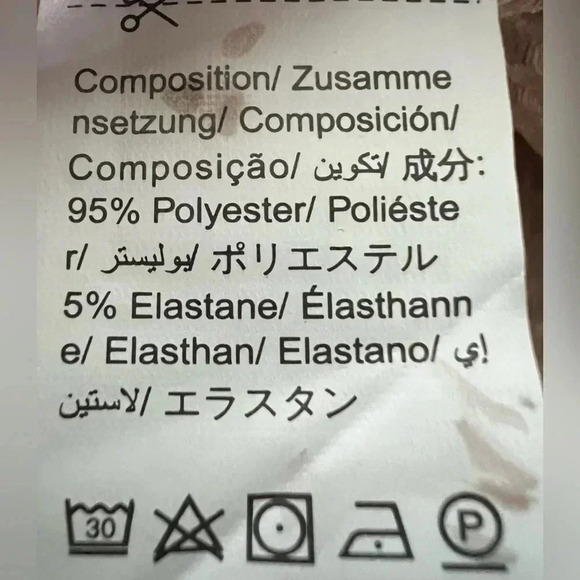 Composition/ Zusamme
nsetzung/ Composición/
Composição/ تكوين/ 成分:
95% Polyester/ Poliéste
r/ بوليستر/ ポリエステル
5% Elastane/ Élasthann
e/ Elasthan/ Elastano/ إي
لاستين/ エラスタン
30 P